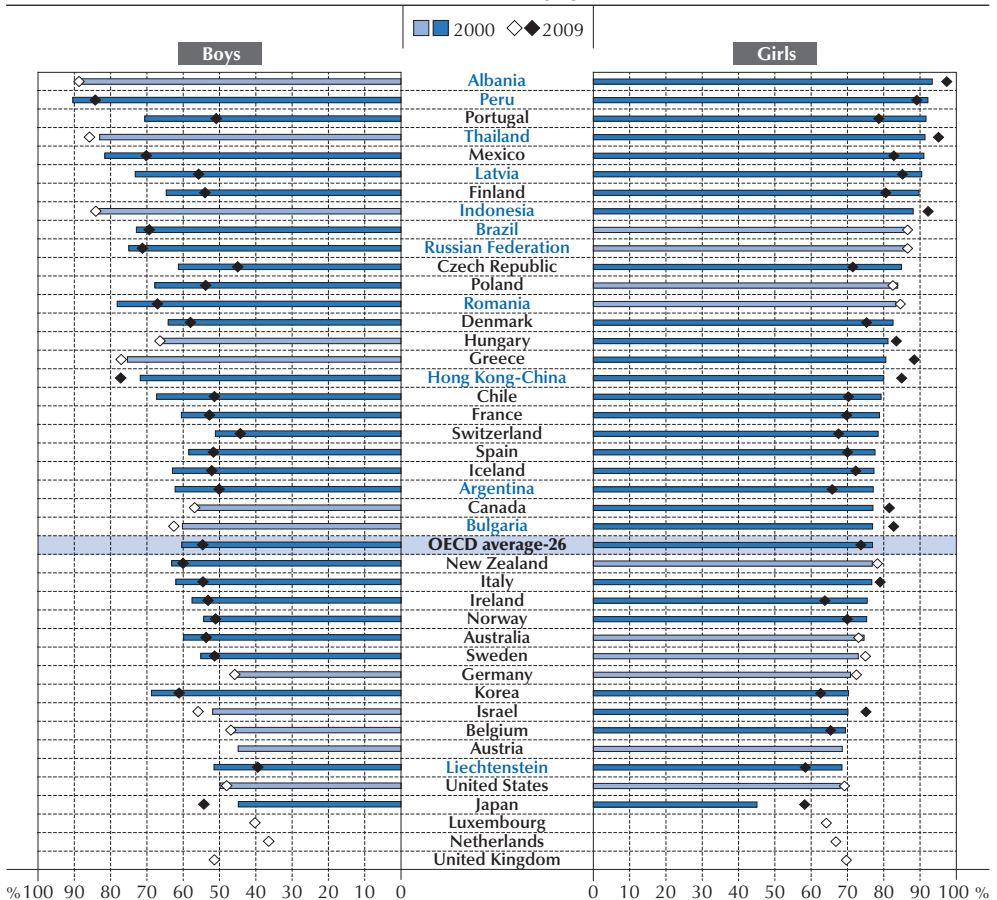 2000 2009
Boys Girls
Albania
Peru
Portugal
Thailand
Mexico
Latvia
Finland
Indonesia
Brazil
Russian Federation
Czech Republic
Poland
Romania
Denmark
Hungary
Greece
Hong Kong-China
Chile
France
Switzerland
Spain
Iceland
Argentina
Canada
Bulgaria
OECD average-26
New Zealand
Italy
Ireland
Norway
Australia
Sweden
Germany
Korea
Israel
Belgium
Austria
Liechtenstein
United States
Japan
Luxembourg
Netherlands
United Kingdom
% 100 90 80 70 60 50 40 30 20 10 0 0 10 20 30 40 50 60 70 80 90 100 %